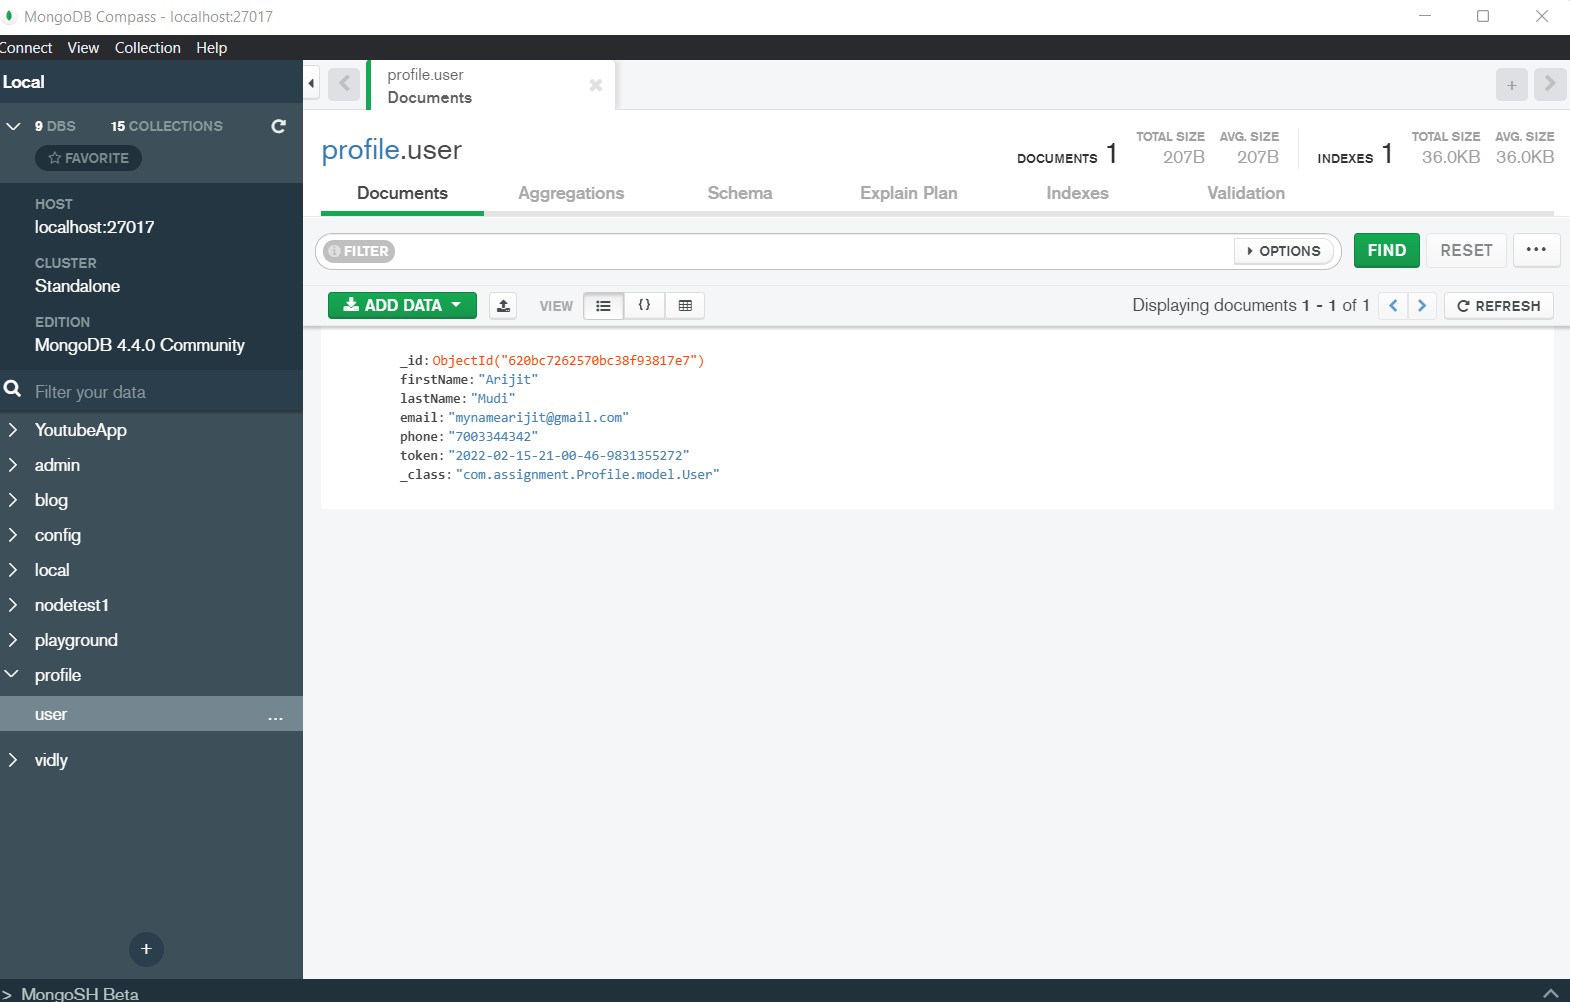 MongoDB Compass - localhost:27017
Connect View Collection Help
Local
9 DBS 15 COLLECTIONS
FAVORITE
HOST
localhost:27017
CLUSTER
Standalone
EDITION
MongoDB 4.4.0 Community
Filter your data
YoutubeApp
admin
blog
config
local
nodetest1
playground
profile
user ...
vidly
+
> MongoSH Beta
profile.user
Documents
+
profile.user
DOCUMENTS 1 TOTAL SIZE 207B AVG. SIZE 207B INDEXES 1 TOTAL SIZE 36.0KB AVG. SIZE 36.0KB
Documents Aggregations Schema Explain Plan Indexes Validation
FILTER OPTIONS FIND RESET ...
ADD DATA VIEW {} Displaying documents 1 - 1 of 1 REFRESH
_id: ObjectId("620bc7262570bc38f93817e7")
firstName: "Arijit"
lastName: "Mudi"
email: "mynamearijit@gmail.com"
phone: "7003344342"
token: "2022-02-15-21-00-46-9831355272"
_class: "com.assignment.Profile.model.User"